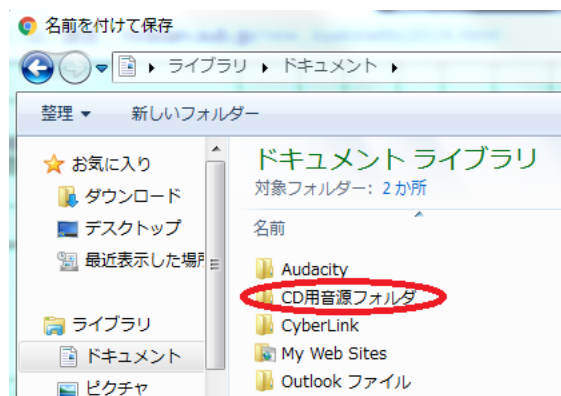 名前を付けて保存
ライブラリ ドキュメント
整理 新しいフォルダー
お気に入り
ダウンロード
デスクトップ
最近表示した場所
ライブラリ
ドキュメント
ピクチャ
ドキュメント ライブラリ
対象フォルダー: 2 か所
名前
Audacity
CD用音源フォルダ
CyberLink
My Web Sites
Outlook ファイル